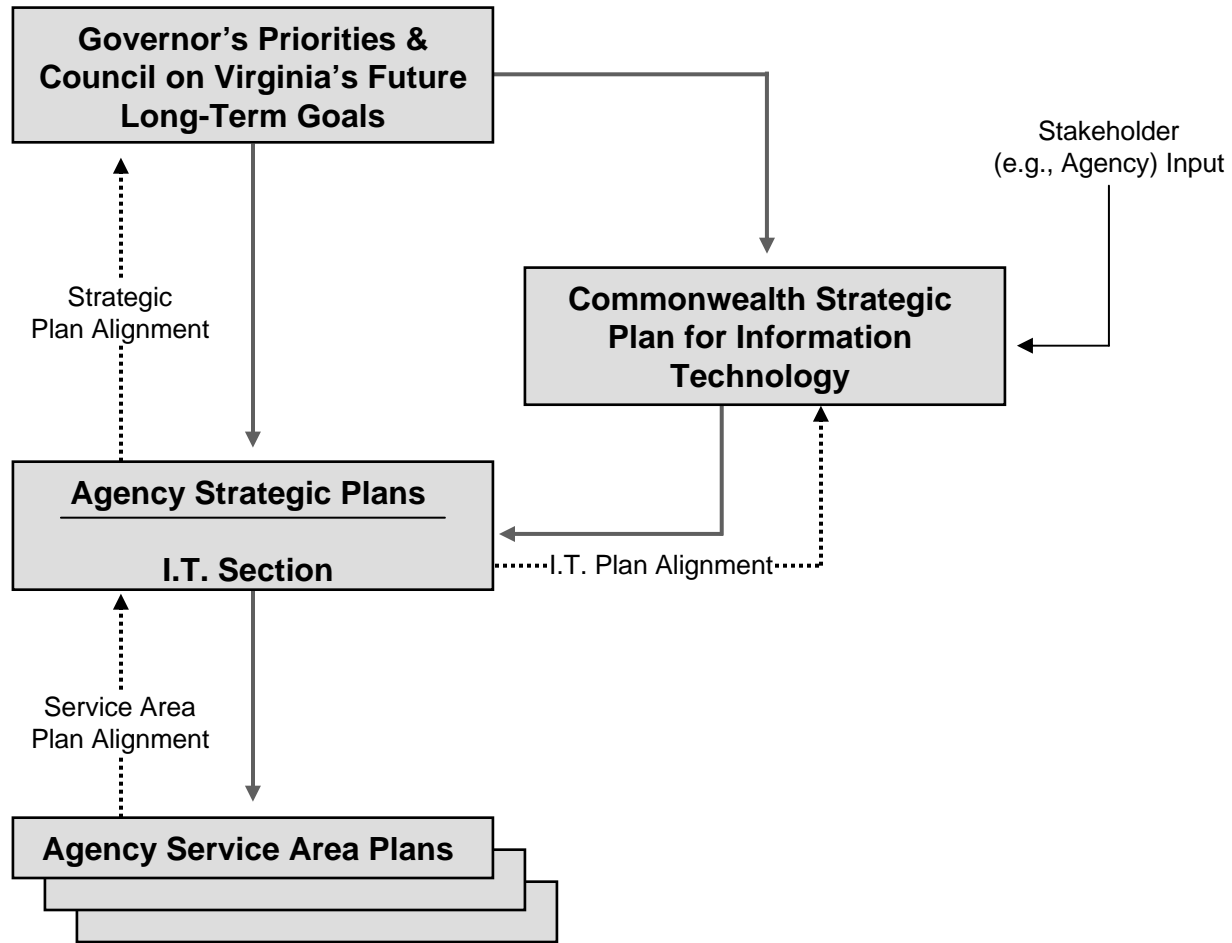 Governor’s Priorities &
Council on Virginia’s Future
Long-Term Goals
Stakeholder
(e.g., Agency) Input
Strategic
Plan Alignment
Commonwealth Strategic
Plan for Information
Technology
Agency Strategic Plans
I.T. Section
I.T. Plan Alignment
Service Area
Plan Alignment
Agency Service Area Plans